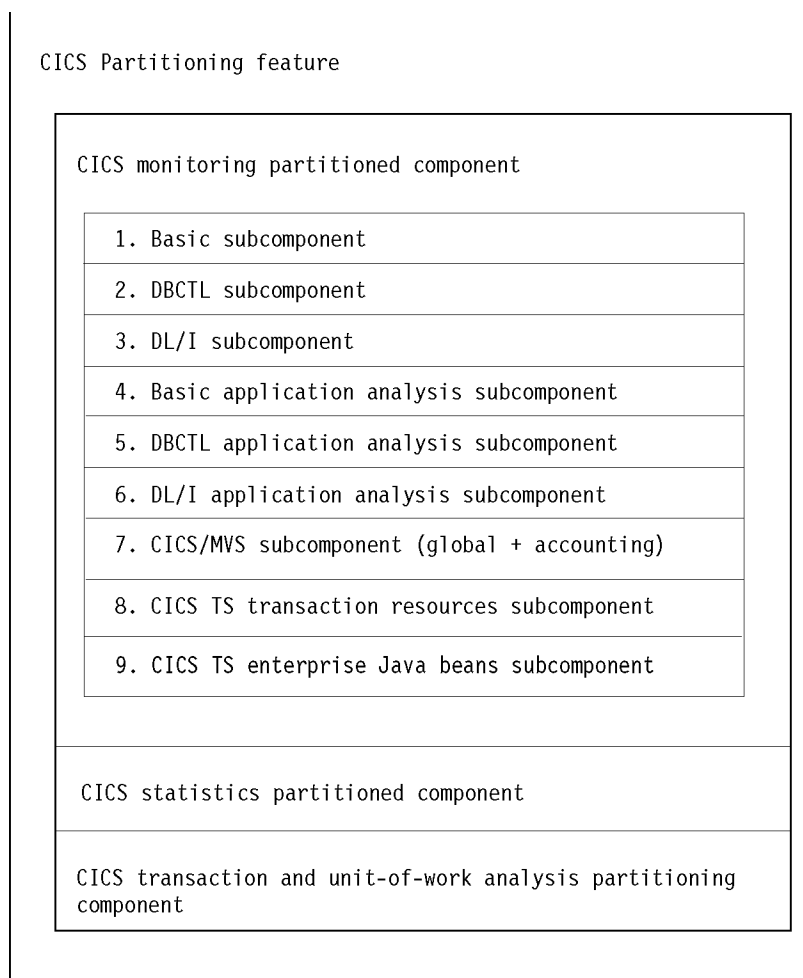 CICS Partitioning feature
CICS monitoring partitioned component
1. Basic subcomponent
2. DBCTL subcomponent
3. DL/I subcomponent
4. Basic application analysis subcomponent
5. DBCTL application analysis subcomponent
6. DL/I application analysis subcomponent
7. CICS/MVS subcomponent (global + accounting)
8. CICS TS transaction resources subcomponent
9. CICS TS enterprise Java beans subcomponent
CICS statistics partitioned component
CICS transaction and unit-of-work analysis partitioning
component